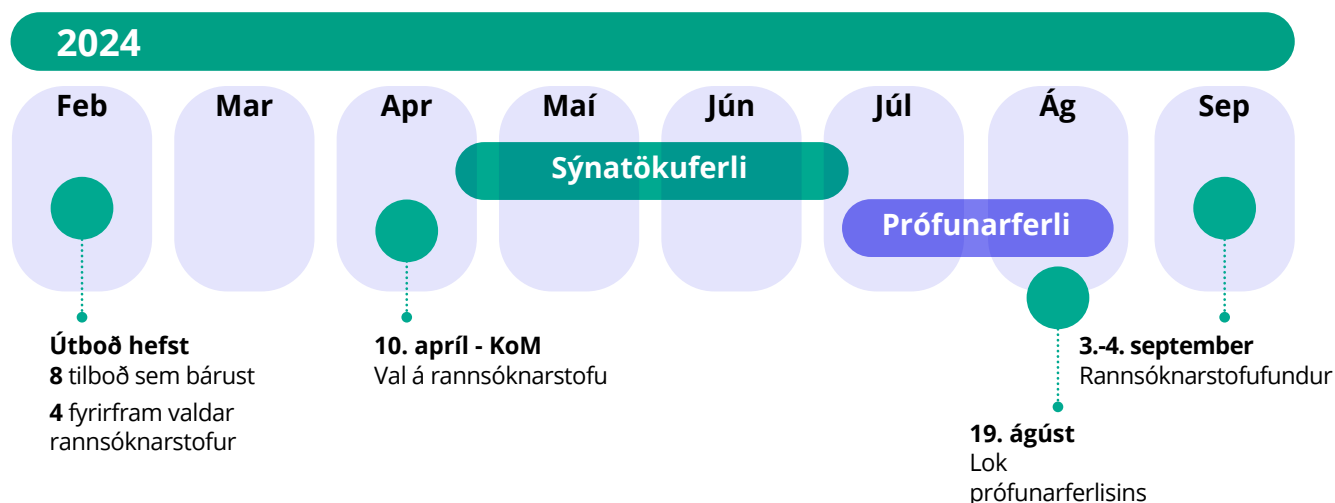 2024
Feb
Mar
Apr
Maí
Jún
Júl
Ág
Sep
Sýnatökuferli
Prófunarferli
Útboð hefst
8 tilboð sem bárust
4 fyrirfram valdar
rannsóknarstofur
10. apríl - KoM
Val á rannsóknarstofu
19. ágúst
Lok
prófunarferlisins
3.-4. september
Rannsóknarstofufundur